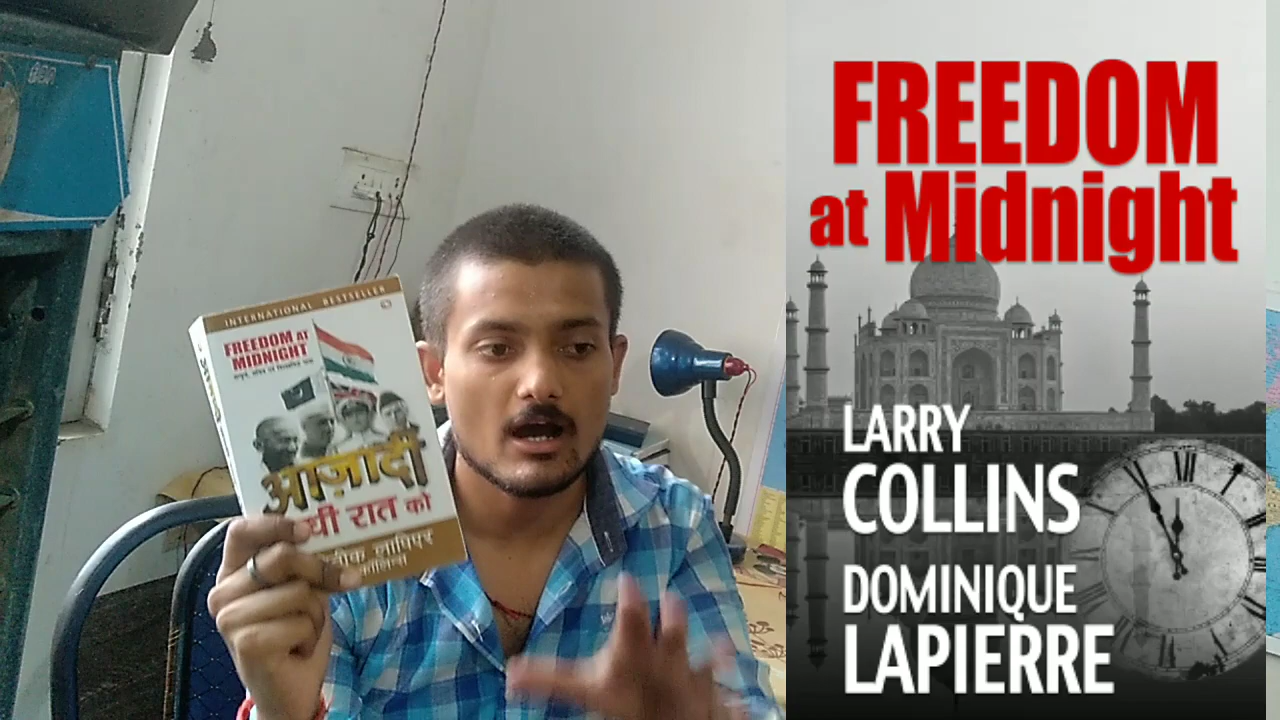 INTERNATIONAL BESTSELLER
FREEDOM AT
MIDNIGHT
आज़ादी
रात को
FREEDOM
at Midnight
LARRY
COLLINS
DOMINIQUE
LAPIERRE